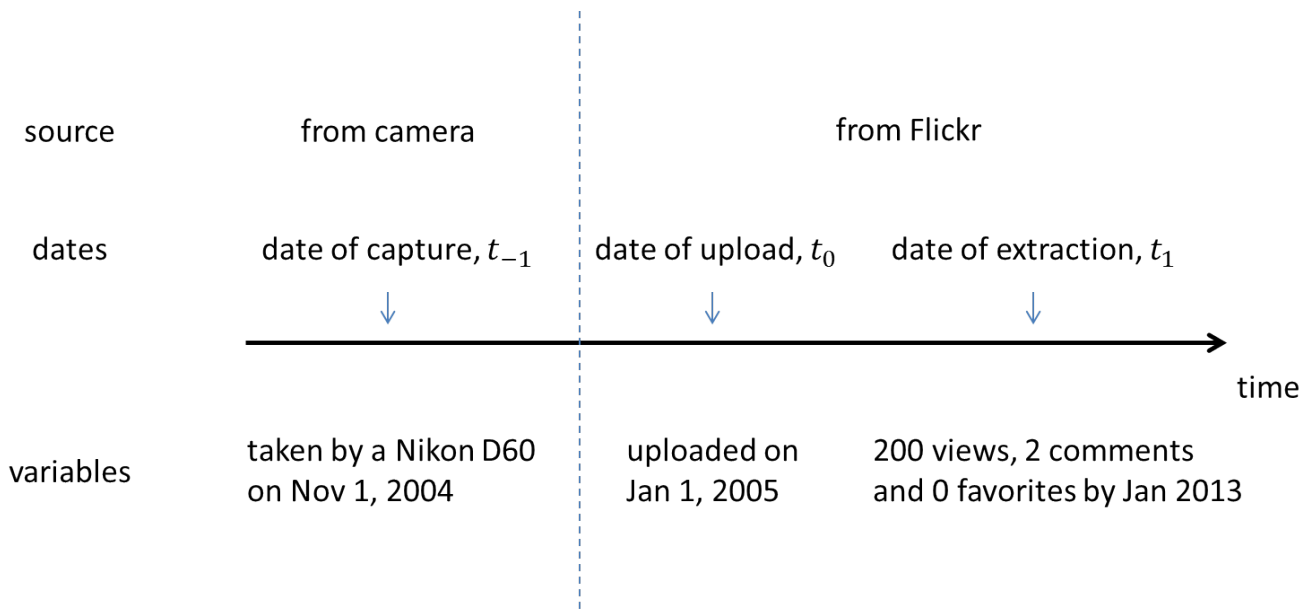 source
from camera
from Flickr
dates
date of capture, t₋₁
date of upload, t₀
date of extraction, t₁
time
variables
taken by a Nikon D60
on Nov 1, 2004
uploaded on
Jan 1, 2005
200 views, 2 comments
and 0 favorites by Jan 2013